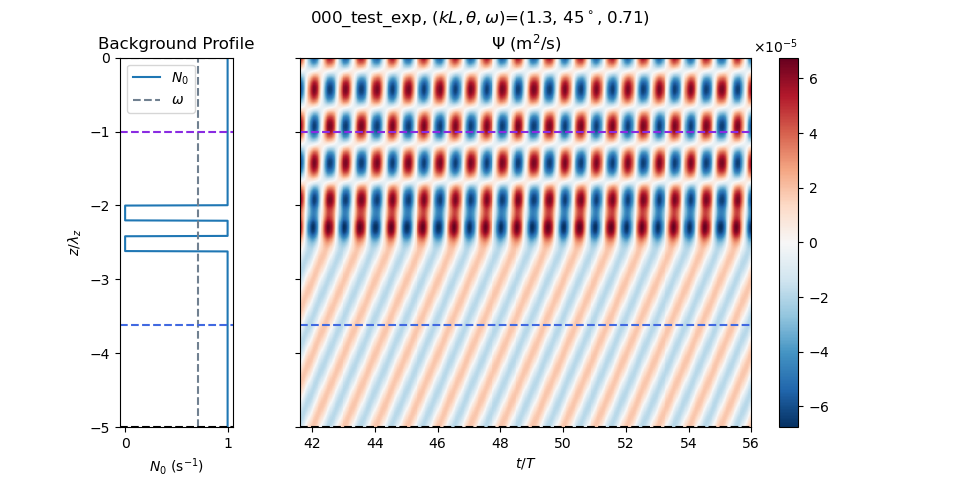 000_test_exp, (kL, θ, ω)=(1.3, 45°, 0.71)
Background Profile
Ψ (m²/s)
×10⁻⁵
N₀
ω
0
−1
−2
−3
−4
−5
z/λ_z
0 1
N₀ (s⁻¹)
42 44 46 48 50 52 54 56
t/T
6
4
2
0
−2
−4
−6